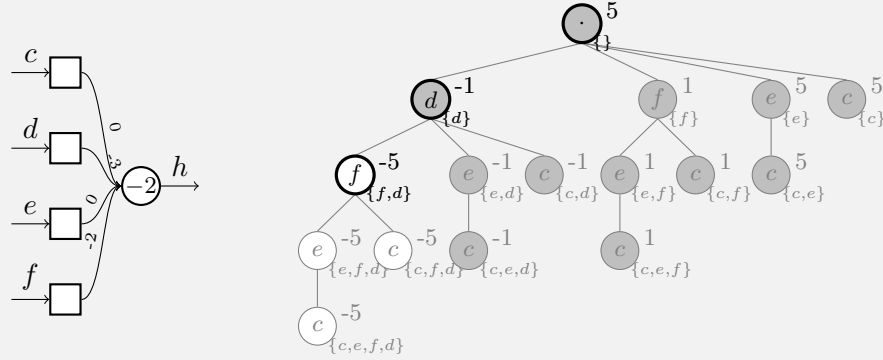 c
0
d
-3
e
0
-2
f
−2
h
· 5
{}
d -1
{d}
f 1
{f}
e 5
{e}
c 5
{c}
f -5
{f,d}
e -1
{e,d}
c -1
{c,d}
e 1
{e,f}
c 1
{c,f}
c 5
{c,e}
e -5
{e,f,d}
c -5
{c,f,d}
c -1
{c,e,d}
c 1
{c,e,f}
c -5
{c,e,f,d}